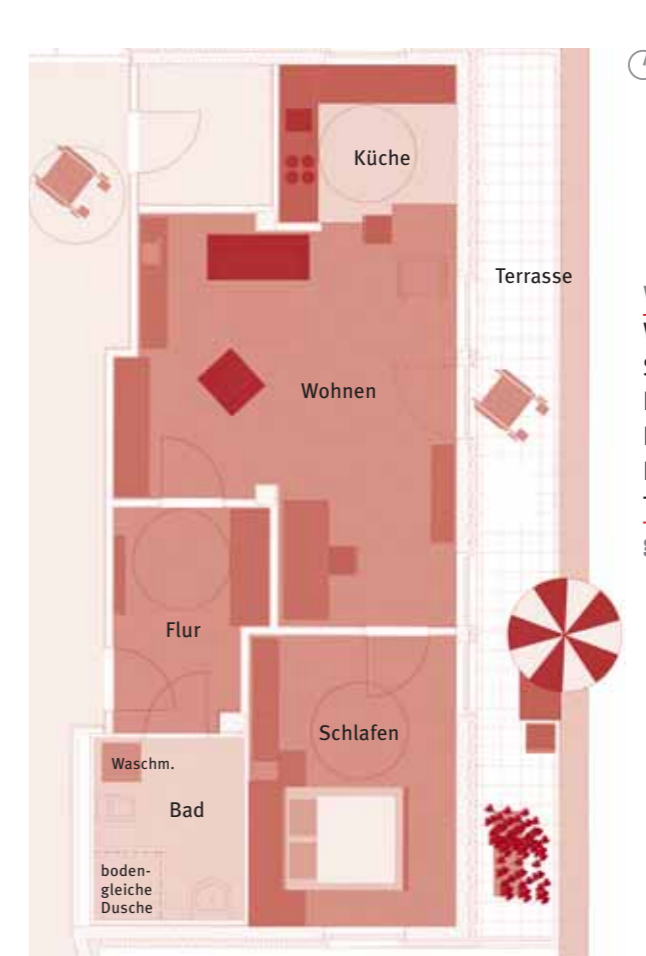 Küche
Terrasse
Wohnen
Flur
Schlafen
Waschm.
Bad
boden-
gleiche
Dusche